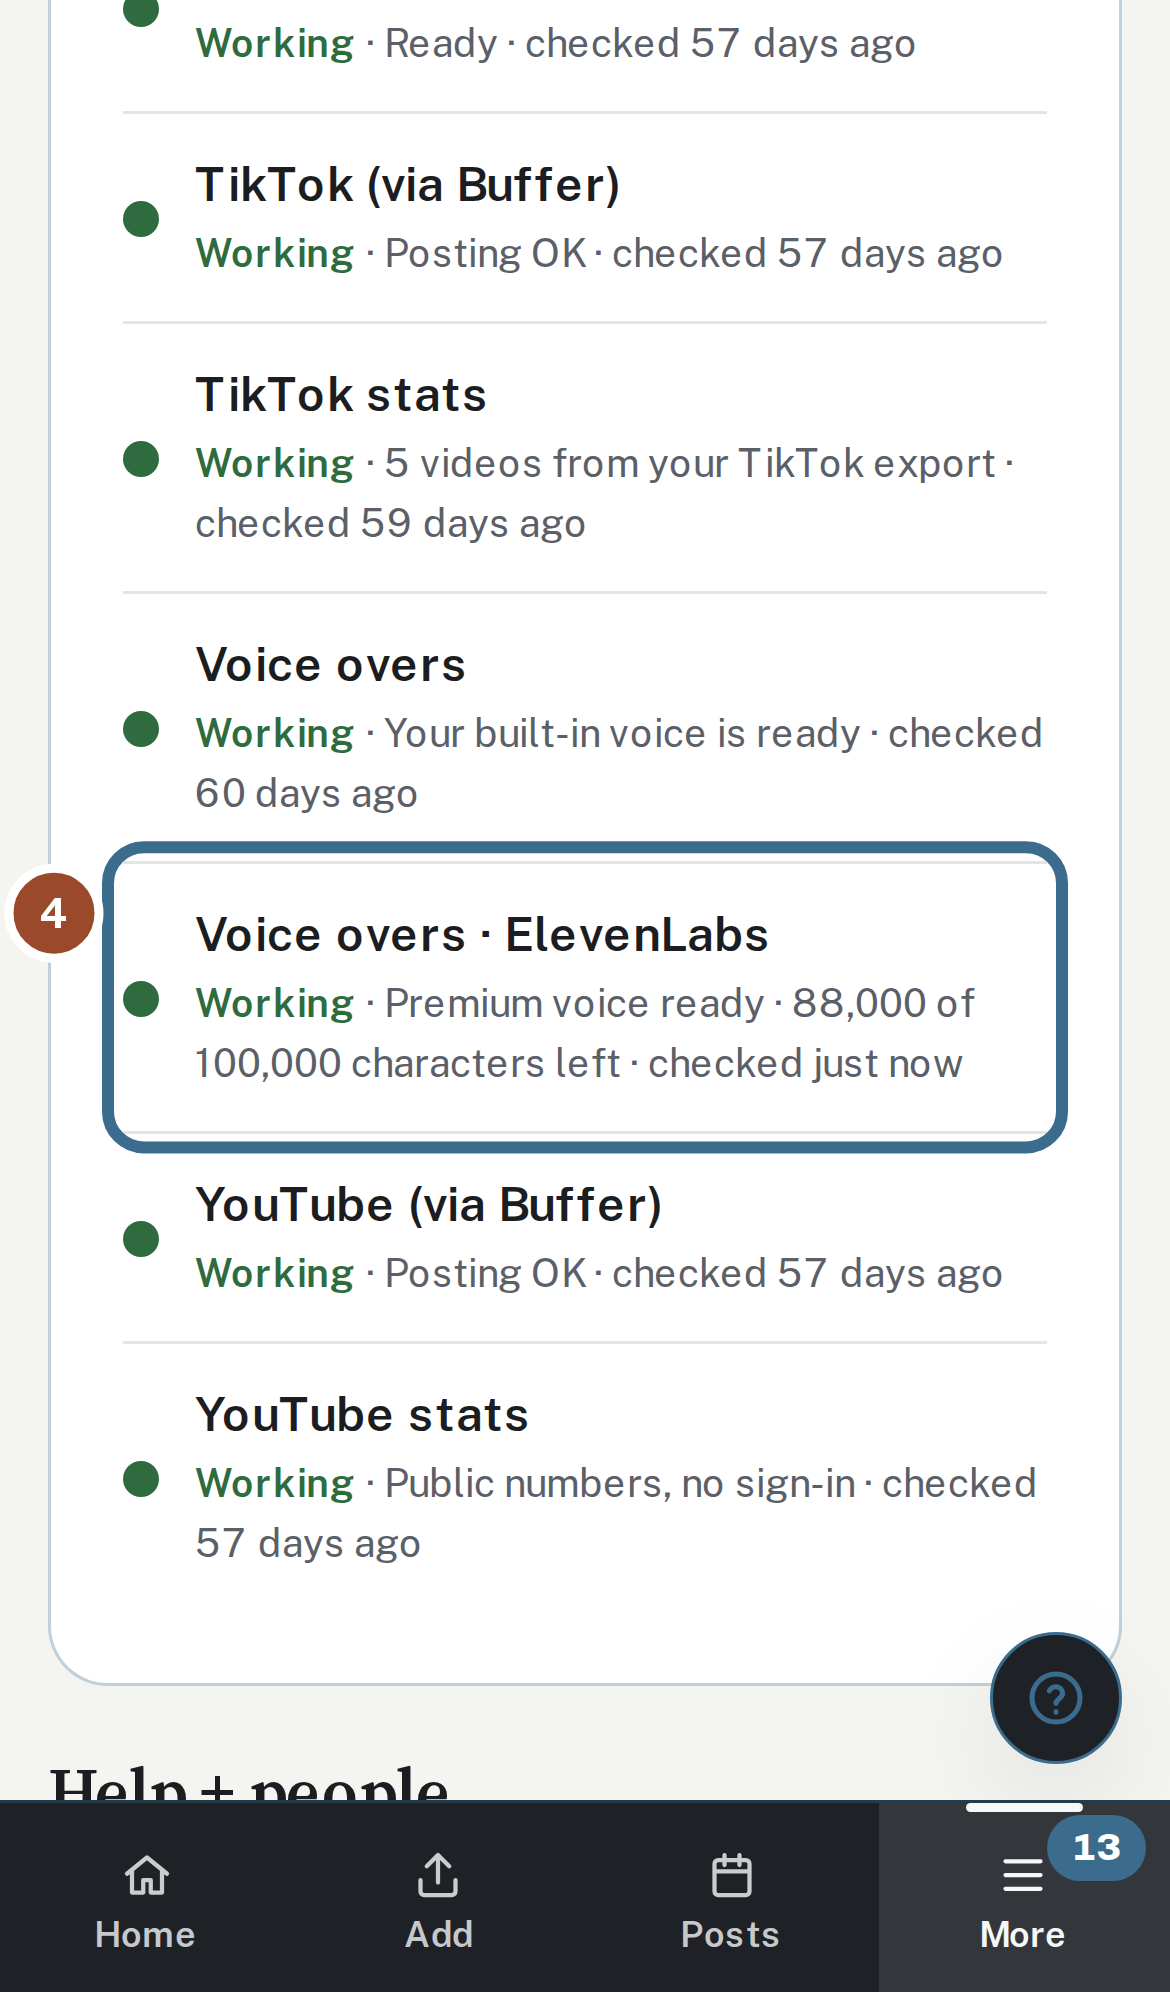 Working · Ready · checked 57 days ago
TikTok (via Buffer)
Working · Posting OK · checked 57 days ago
TikTok stats
Working · 5 videos from your TikTok export ·
checked 59 days ago
Voice overs
Working · Your built-in voice is ready · checked
60 days ago
4
Voice overs · ElevenLabs
Working · Premium voice ready · 88,000 of
100,000 characters left · checked just now
YouTube (via Buffer)
Working · Posting OK · checked 57 days ago
YouTube stats
Working · Public numbers, no sign-in · checked
57 days ago
Help + people
13
Home
Add
Posts
More